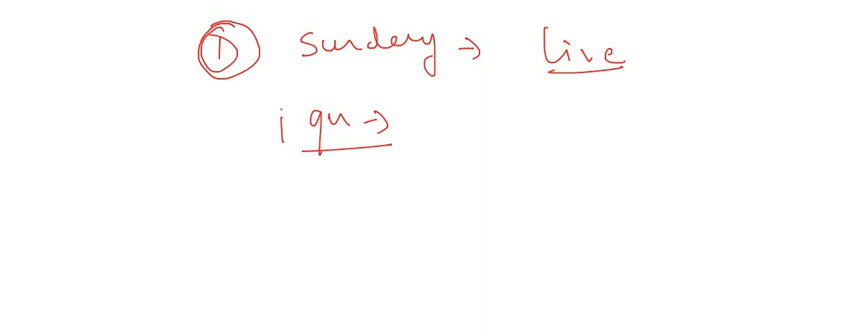 ① Sunday → live
i qu →